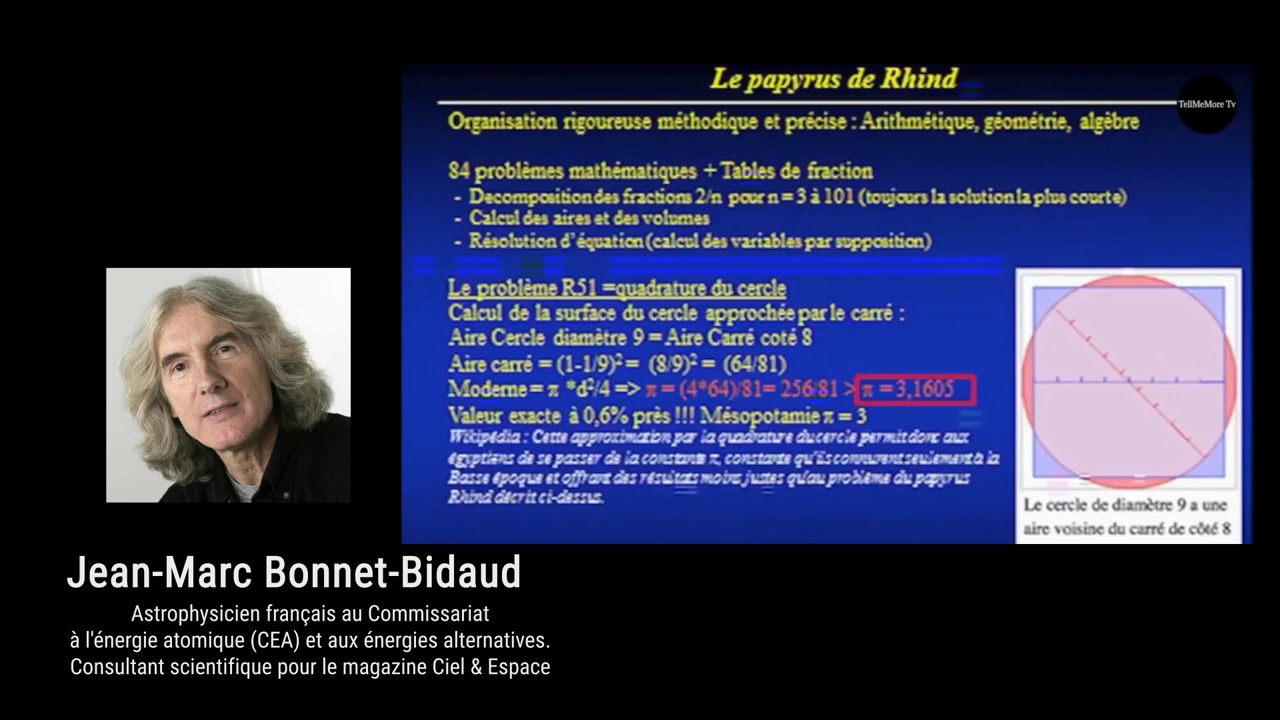 Le papyrus de Rhind
TellMeMore Tv
Organisation rigoureuse méthodique et précise : Arithmétique, géométrie, algèbre
84 problèmes mathématiques + Tables de fraction
- Decomposition des fractions 2/n pour n = 3 à 101 (toujours la solution la plus courte)
- Calcul des aires et des volumes
- Résolution d'équation (calcul des variables par supposition)
Le problème R51 =quadrature du cercle
Calcul de la surface du cercle approchée par le carré :
Aire Cercle diamètre 9 = Aire Carré coté 8
Aire carré = (1-1/9)² = (8/9)² = (64/81)
Moderne = π *d²/4 => π = (4*64)/81= 256/81 > π = 3,1605
Valeur exacte à 0,6% près !!! Mésopotamie π = 3
Wikipédia : Cette approximation par la quadrature du cercle permit donc aux
égyptiens de se passer de la constante π, constante qu'ils connurent seulement à la
Basse époque et offrant des résultats moins justes qu'au problème du papyrus
Rhind décrit ci-dessus.
Le cercle de diamètre 9 a une
aire voisine du carré de côté 8
Jean-Marc Bonnet-Bidaud
Astrophysicien français au Commissariat
à l'énergie atomique (CEA) et aux énergies alternatives.
Consultant scientifique pour le magazine Ciel & Espace